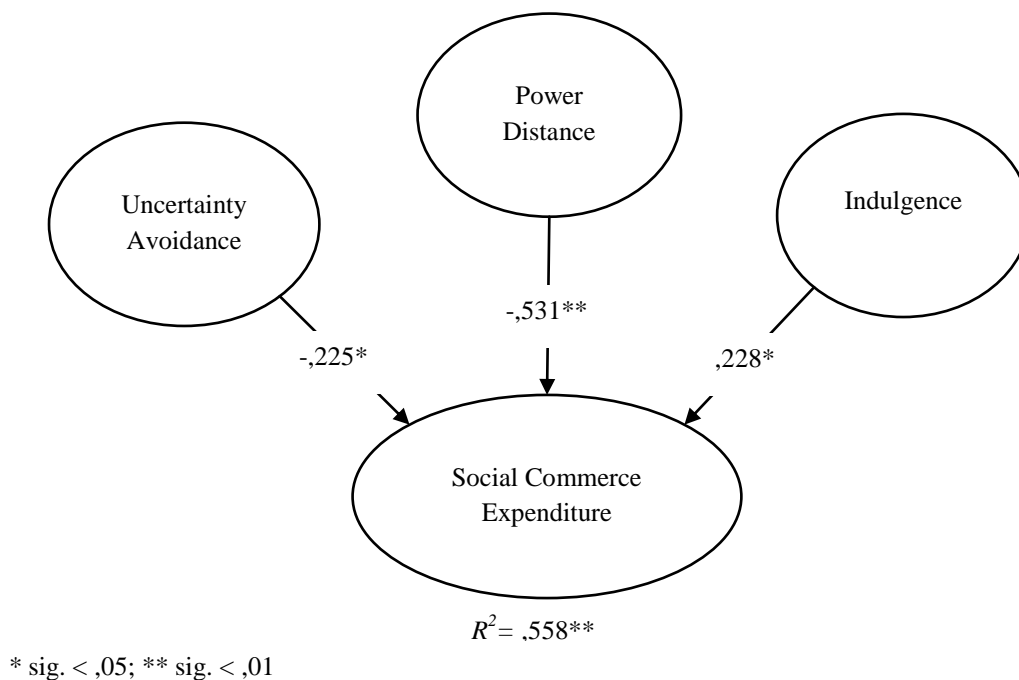 Power
Distance
Uncertainty
Avoidance
Indulgence
-,531**
-,225*
,228*
Social Commerce
Expenditure
R²= ,558**
* sig. < ,05; ** sig. < ,01